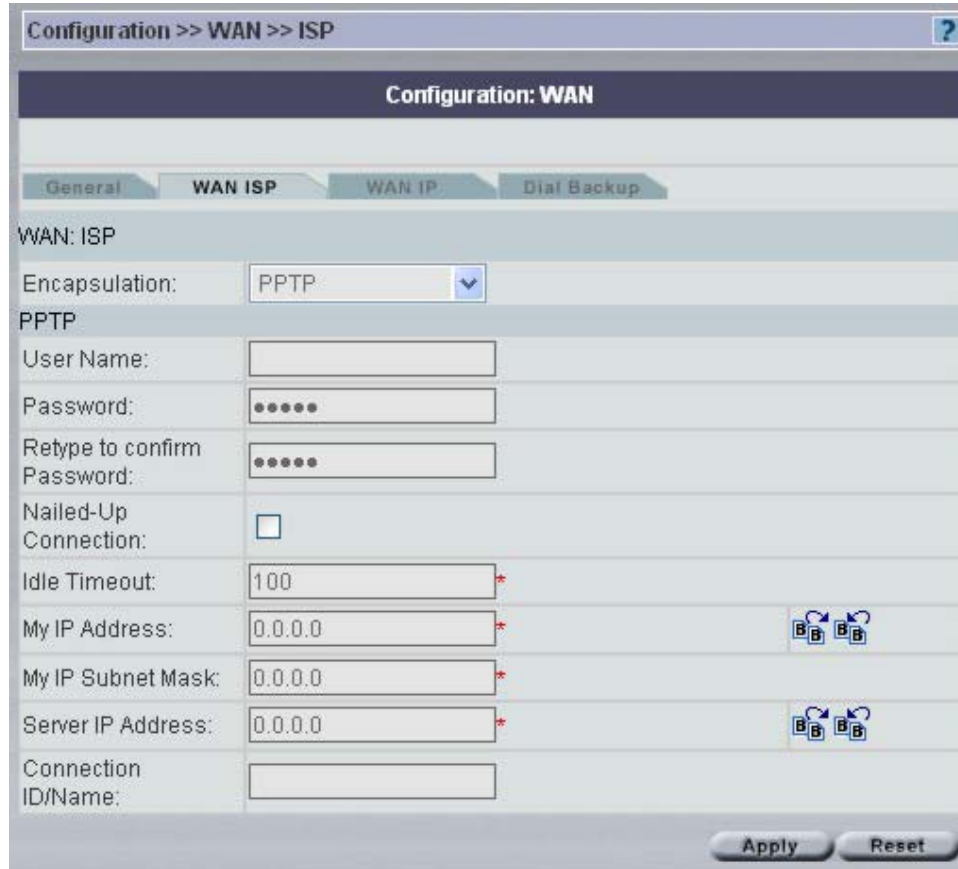 Configuration >> WAN >> ISP
?
Configuration: WAN
General
WAN ISP
WAN IP
Dial Backup
WAN: ISP
Encapsulation:
PPTP
PPTP
User Name:
Password:
•••••
Retype to confirm
Password:
•••••
Nailed-Up
Connection:
Idle Timeout:
100
*
My IP Address:
0.0.0.0
*
B B B B
My IP Subnet Mask:
0.0.0.0
*
Server IP Address:
0.0.0.0
*
B B B B
Connection
ID/Name:
Apply
Reset